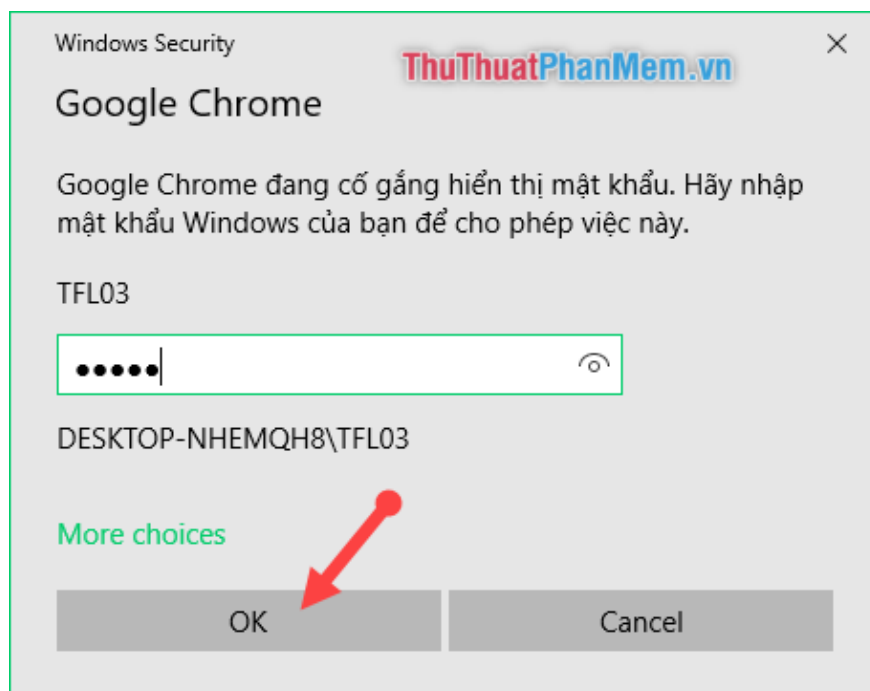 Windows Security
ThuThuatPhanMem.vn
Google Chrome
Google Chrome đang cố gắng hiển thị mật khẩu. Hãy nhập
mật khẩu Windows của bạn để cho phép việc này.
TFL03
DESKTOP-NHEMQH8\TFL03
More choices
OK
Cancel